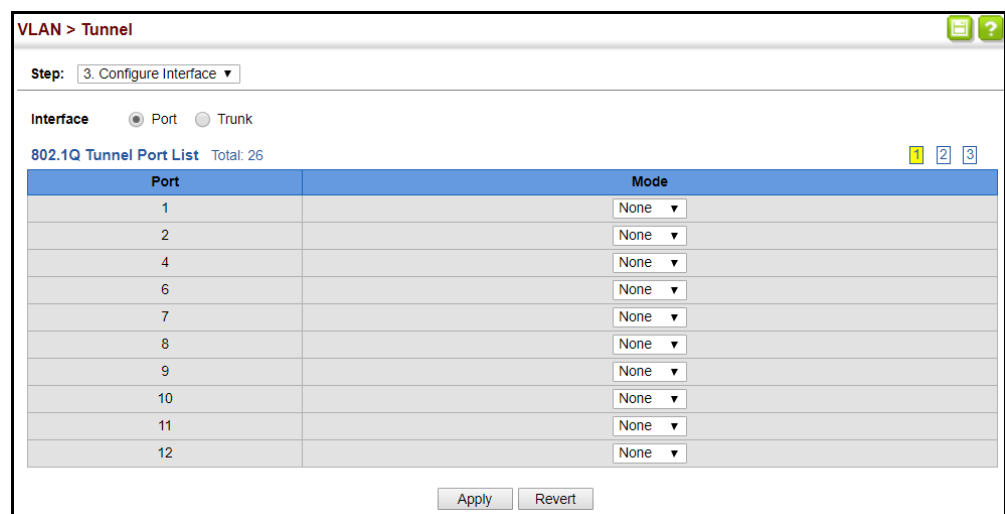 VLAN > Tunnel
?
Step: 3. Configure Interface
Interface Port Trunk
802.1Q Tunnel Port List Total: 26 1 2 3
Port Mode
1 None
2 None
4 None
6 None
7 None
8 None
9 None
10 None
11 None
12 None
Apply Revert